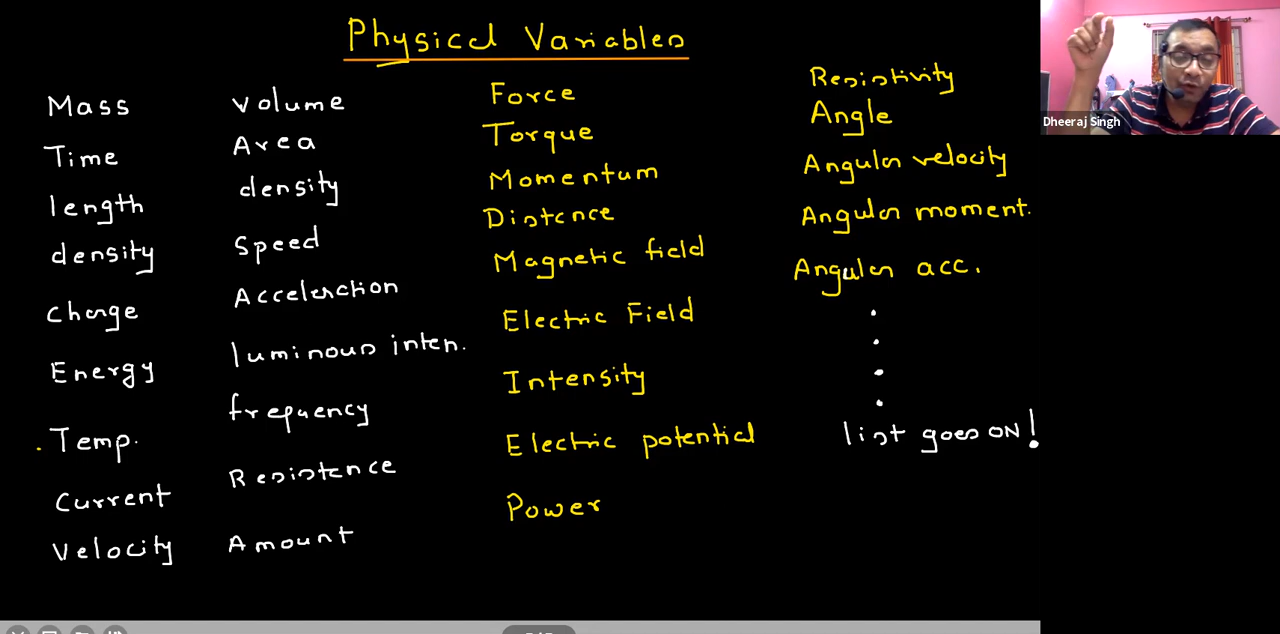 Physical Variables
Mass
Time
length
density
Charge
Energy
Temp.
Current
Velocity
Volume
Area
density
Speed
Acceleraction
luminous inten.
frequency
Resistence
Amount
Force
Torque
Momentum
Distance
Magnetic field
Electric Field
Intensity
Electric potential
Power
Resistivity
Angle
Angular velocity
Angular moment.
Angular acc.
list goes ON!
Dheeraj Singh